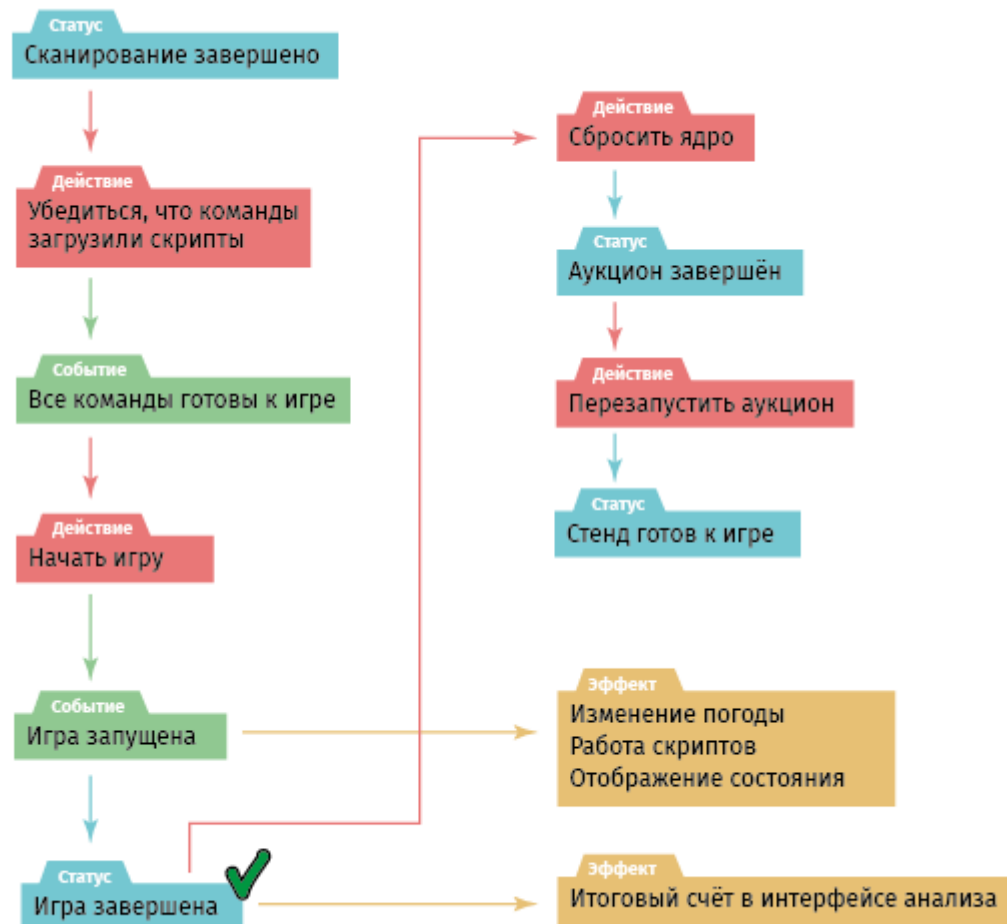 Статус
Сканирование завершено
Действие
Убедиться, что команды
загрузили скрипты
Событие
Все команды готовы к игре
Действие
Начать игру
Событие
Игра запущена
Статус
Игра завершена
Действие
Сбросить ядро
Статус
Аукцион завершён
Действие
Перезапустить аукцион
Статус
Стенд готов к игре
Эффект
Изменение погоды
Работа скриптов
Отображение состояния
Эффект
Итоговый счёт в интерфейсе анализа